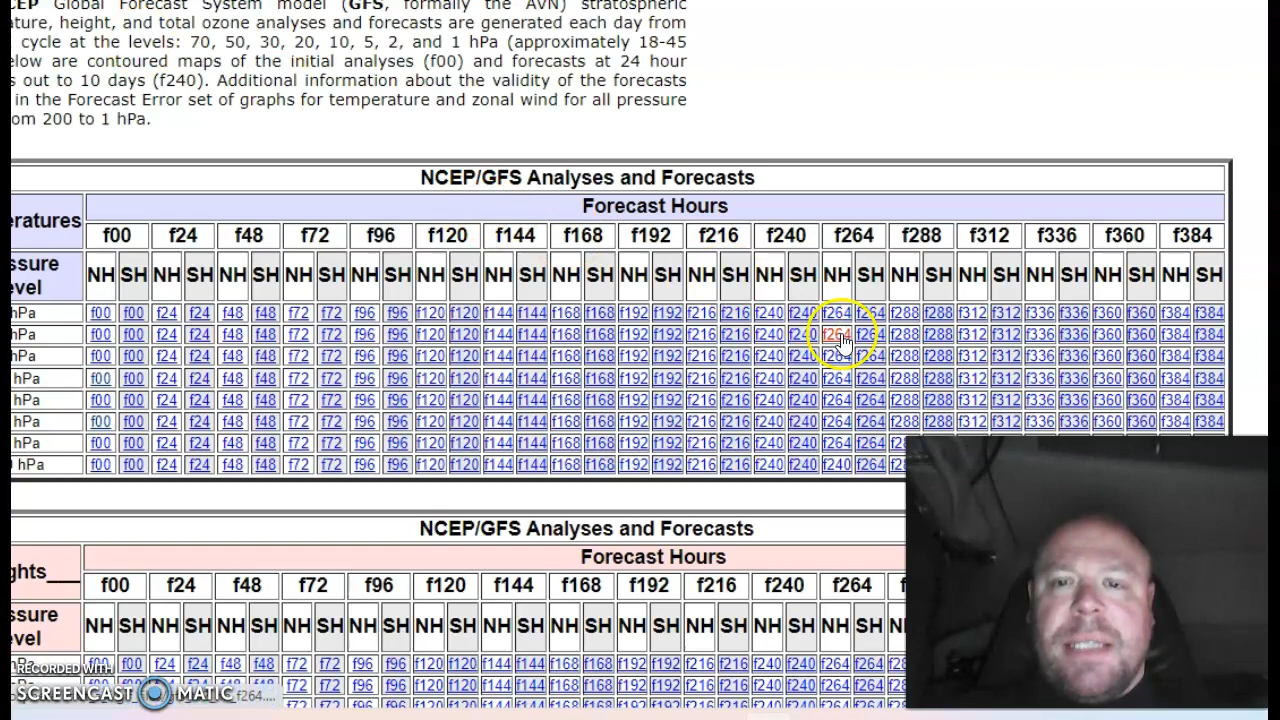 CEP Global Forecast System model (GFS, formally the AVN) stratospheric
ature, height, and total ozone analyses and forecasts are generated each day from
cycle at the levels: 70, 50, 30, 20, 10, 5, 2, and 1 hPa (approximately 18-45
elow are contoured maps of the initial analyses (f00) and forecasts at 24 hour
s out to 10 days (f240). Additional information about the validity of the forecasts
in the Forecast Error set of graphs for temperature and zonal wind for all pressure
om 200 to 1 hPa.
NCEP/GFS Analyses and Forecasts
eratures
Forecast Hours
f00 f24 f48 f72 f96 f120 f144 f168 f192 f216 f240 f264 f288 f312 f336 f360 f384
ssure
evel
NH SH NH SH NH SH NH SH NH SH NH SH NH SH NH SH NH SH NH SH NH SH NH SH NH SH NH SH NH SH NH SH NH SH
hPa f00 f00 f24 f24 f48 f48 f72 f72 f96 f96 f120 f120 f144 f144 f168 f168 f192 f192 f216 f216 f240 f240 f264 f264 f288 f288 f312 f312 f336 f336 f360 f360 f384 f384
hPa f00 f00 f24 f24 f48 f48 f72 f72 f96 f96 f120 f120 f144 f144 f168 f168 f192 f192 f216 f216 f240 f240 f264 f264 f288 f288 f312 f312 f336 f336 f360 f360 f384 f384
hPa f00 f00 f24 f24 f48 f48 f72 f72 f96 f96 f120 f120 f144 f144 f168 f168 f192 f192 f216 f216 f240 f240 f264 f264 f288 f288 f312 f312 f336 f336 f360 f360 f384 f384
hPa f00 f00 f24 f24 f48 f48 f72 f72 f96 f96 f120 f120 f144 f144 f168 f168 f192 f192 f216 f216 f240 f240 f264 f264 f288 f288 f312 f312 f336 f336 f360 f360 f384 f384
hPa f00 f00 f24 f24 f48 f48 f72 f72 f96 f96 f120 f120 f144 f144 f168 f168 f192 f192 f216 f216 f240 f240 f264 f264 f288 f288 f312 f312 f336 f336 f360 f360 f384 f384
hPa f00 f00 f24 f24 f48 f48 f72 f72 f96 f96 f120 f120 f144 f144 f168 f168 f192 f192 f216 f216 f240 f240 f264 f264 f288 f288 f312 f312 f336 f336 f360 f360 f384 f384
hPa f00 f00 f24 f24 f48 f48 f72 f72 f96 f96 f120 f120 f144 f144 f168 f168 f192 f192 f216 f216 f240 f240 f264 f264
hPa f00 f00 f24 f24 f48 f48 f72 f72 f96 f96 f120 f120 f144 f144 f168 f168 f192 f192 f216 f216 f240 f240 f240 f264
NCEP/GFS Analyses and Forecasts
ghts___
Forecast Hours
f00 f24 f48 f72 f96 f120 f144 f168 f192 f216 f240 f264
ssure
evel
NH SH NH SH NH SH NH SH NH SH NH SH NH SH NH SH NH SH NH SH NH SH NH SH
f00 f24 f24 f48 f48 f72 f72 f96 f96 f120 f120 f144 f144 f168 f168 f192 f192 f216 f216 f240 f240 f264 f264
f72 f72 f96 f96 f120 f120 f144 f144 f168 f168 f192 f192 f216 f216 f240 f240 f264 f264
RECORDED WITH
SCREENCAST MATIC
f264....